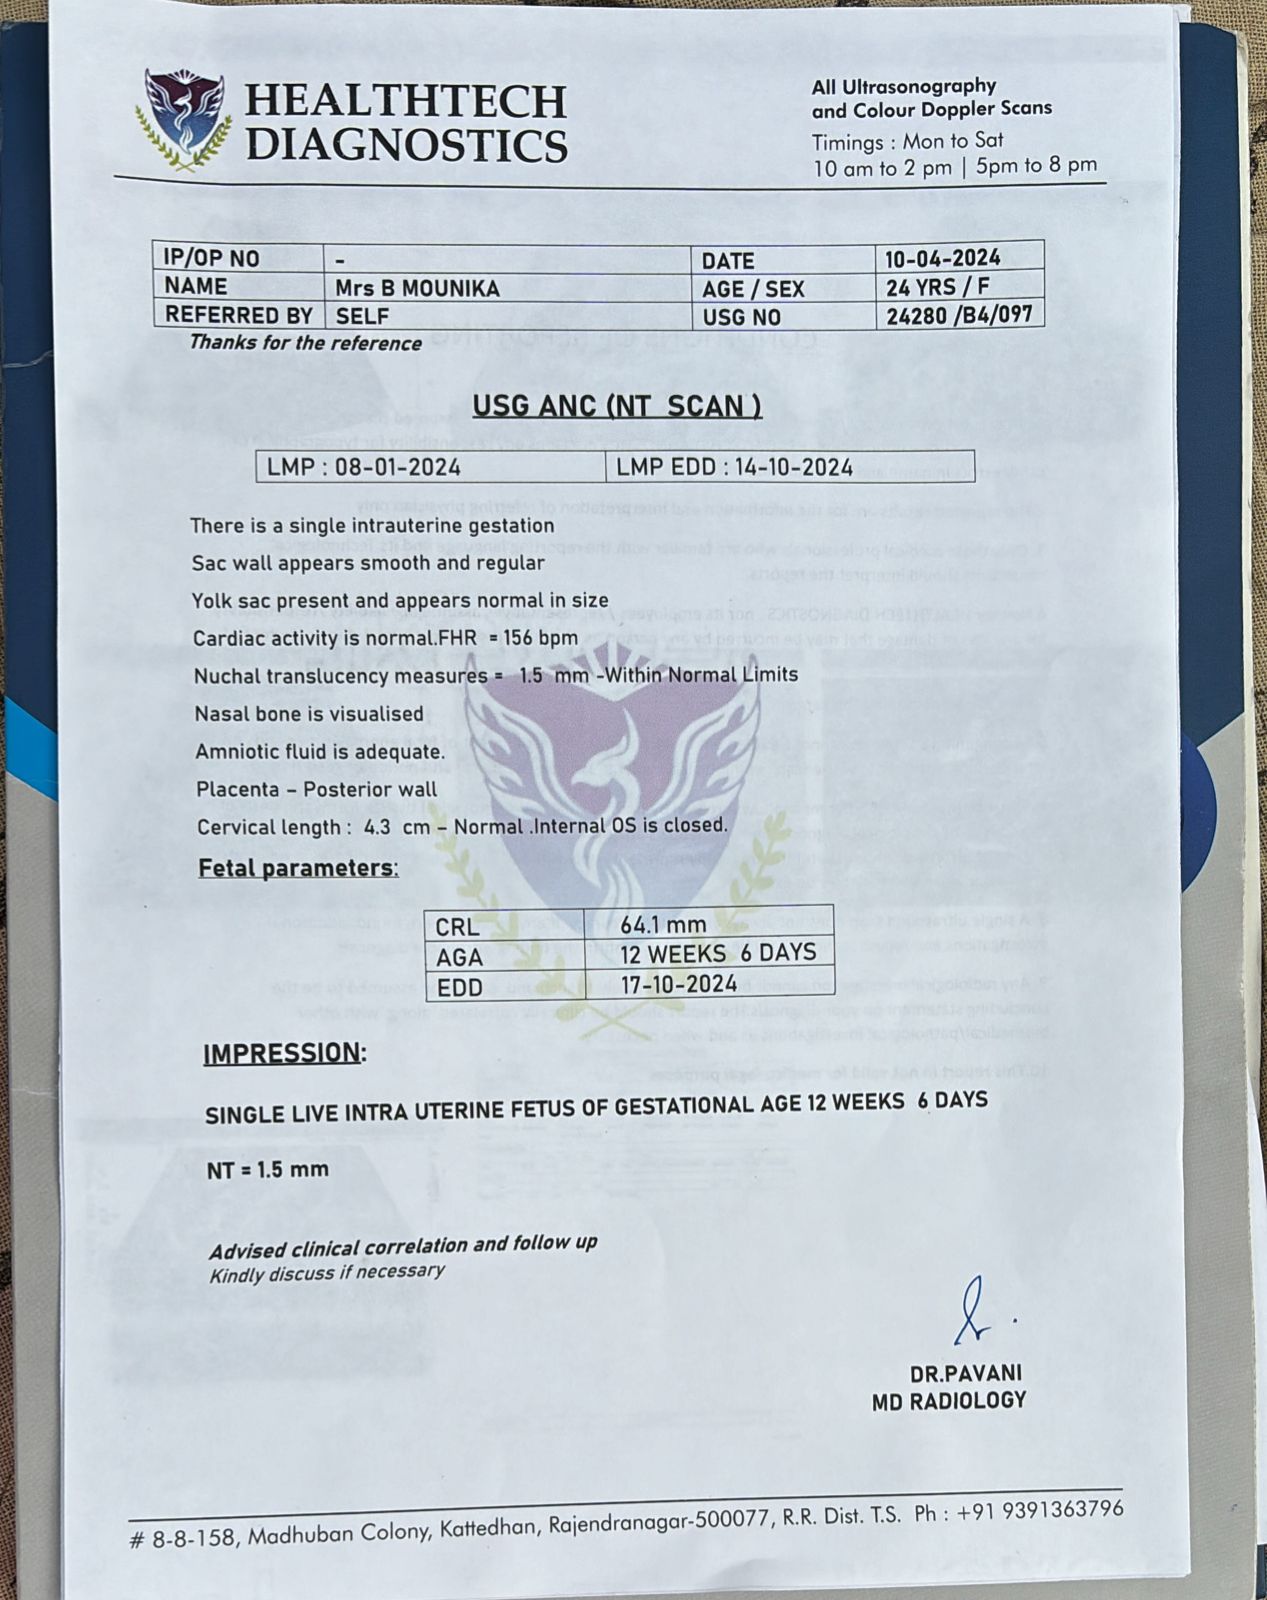 HEALTHTECH
DIAGNOSTICS
All Ultrasonography
and Colour Doppler Scans
Timings : Mon to Sat
10 am to 2 pm | 5pm to 8 pm
IP/OP NO - DATE 10-04-2024
NAME Mrs B MOUNIKA AGE / SEX 24 YRS / F
REFERRED BY SELF USG NO 24280 /B4/097
Thanks for the reference
USG ANC (NT SCAN )
LMP : 08-01-2024 LMP EDD : 14-10-2024
There is a single intrauterine gestation
Sac wall appears smooth and regular
Yolk sac present and appears normal in size
Cardiac activity is normal.FHR = 156 bpm
Nuchal translucency measures = 1.5 mm -Within Normal Limits
Nasal bone is visualised
Amniotic fluid is adequate.
Placenta – Posterior wall
Cervical length : 4.3 cm – Normal .Internal OS is closed.
Fetal parameters:
CRL 64.1 mm
AGA 12 WEEKS 6 DAYS
EDD 17-10-2024
IMPRESSION:
SINGLE LIVE INTRA UTERINE FETUS OF GESTATIONAL AGE 12 WEEKS 6 DAYS
NT = 1.5 mm
Advised clinical correlation and follow up
Kindly discuss if necessary
DR.PAVANI
MD RADIOLOGY
# 8-8-158, Madhuban Colony, Kattedhan, Rajendranagar-500077, R.R. Dist. T.S. Ph : +91 9391363796